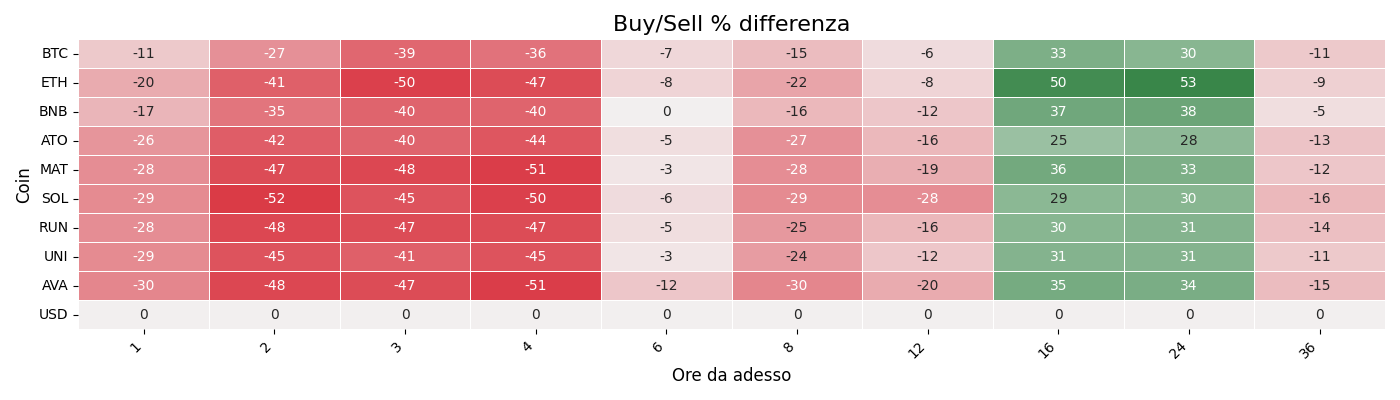 Buy/Sell % differenza
Coin
BTC -11 -27 -39 -36 -7 -15 -6 33 30 -11
ETH -20 -41 -50 -47 -8 -22 -8 50 53 -9
BNB -17 -35 -40 -40 0 -16 -12 37 38 -5
ATO -26 -42 -40 -44 -5 -27 -16 25 28 -13
MAT -28 -47 -48 -51 -3 -28 -19 36 33 -12
SOL -29 -52 -45 -50 -6 -29 -28 29 30 -16
RUN -28 -48 -47 -47 -5 -25 -16 30 31 -14
UNI -29 -45 -41 -45 -3 -24 -12 31 31 -11
AVA -30 -48 -47 -51 -12 -30 -20 35 34 -15
USD 0 0 0 0 0 0 0 0 0 0
1 2 3 4 6 8 12 16 24 36
Ore da adesso